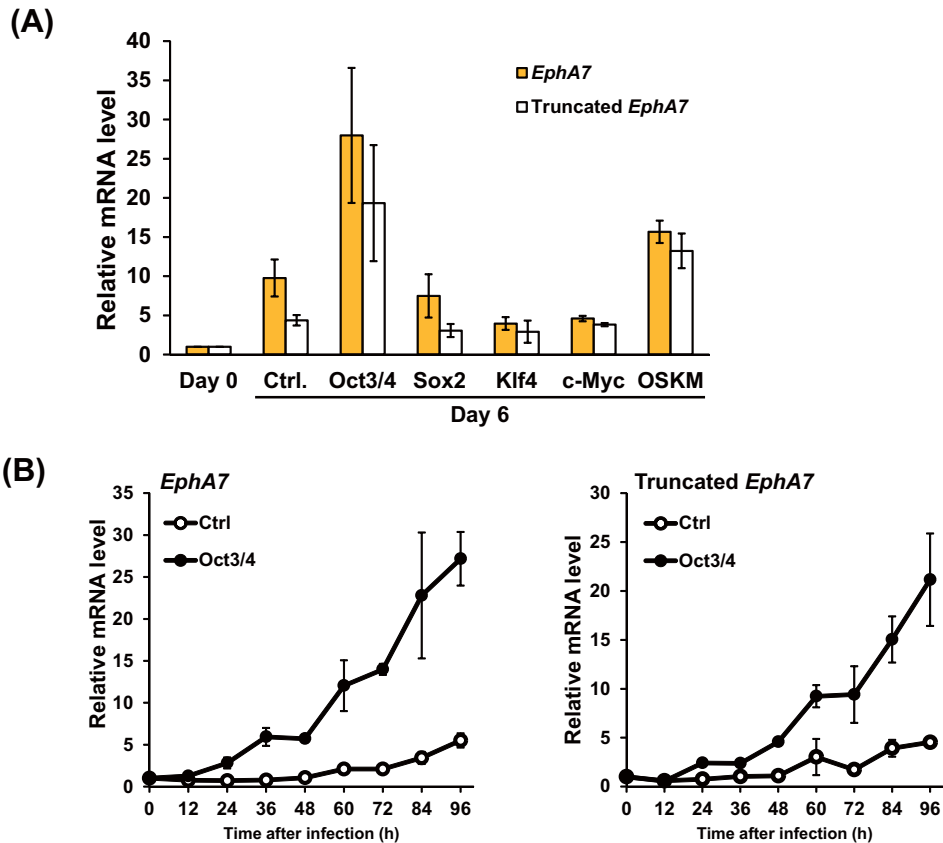 (A)
Relative mRNA level
40
35
30
25
20
15
10
5
0
EphA7
Truncated EphA7
Day 0 Ctrl. Oct3/4 Sox2 Klf4 c-Myc OSKM
Day 6
(B)
EphA7
Relative mRNA level
35
30
25
20
15
10
5
0
Ctrl
Oct3/4
0 12 24 36 48 60 72 84 96
Time after infection (h)
Truncated EphA7
Relative mRNA level
30
25
20
15
10
5
0
Ctrl
Oct3/4
0 12 24 36 48 60 72 84 96
Time after infection (h)